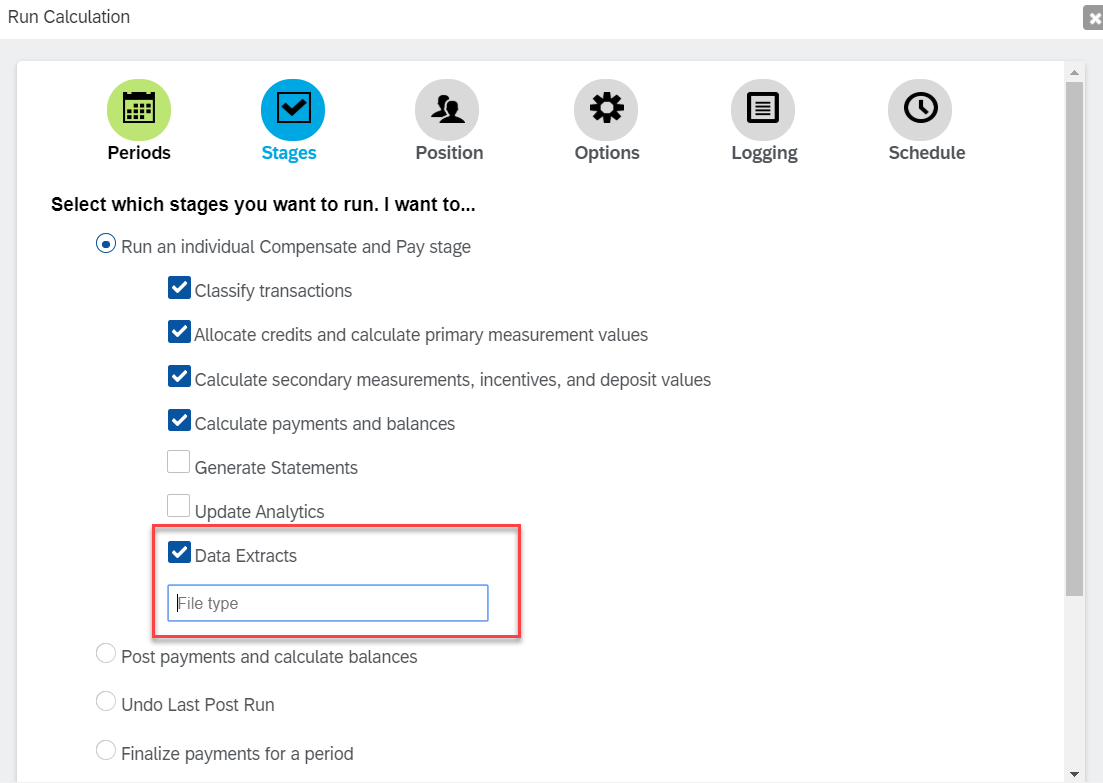 Run Calculation
Periods
Stages
Position
Options
Logging
Schedule
Select which stages you want to run. I want to...
Run an individual Compensate and Pay stage
Classify transactions
Allocate credits and calculate primary measurement values
Calculate secondary measurements, incentives, and deposit values
Calculate payments and balances
Generate Statements
Update Analytics
Data Extracts
File type
Post payments and calculate balances
Undo Last Post Run
Finalize payments for a period